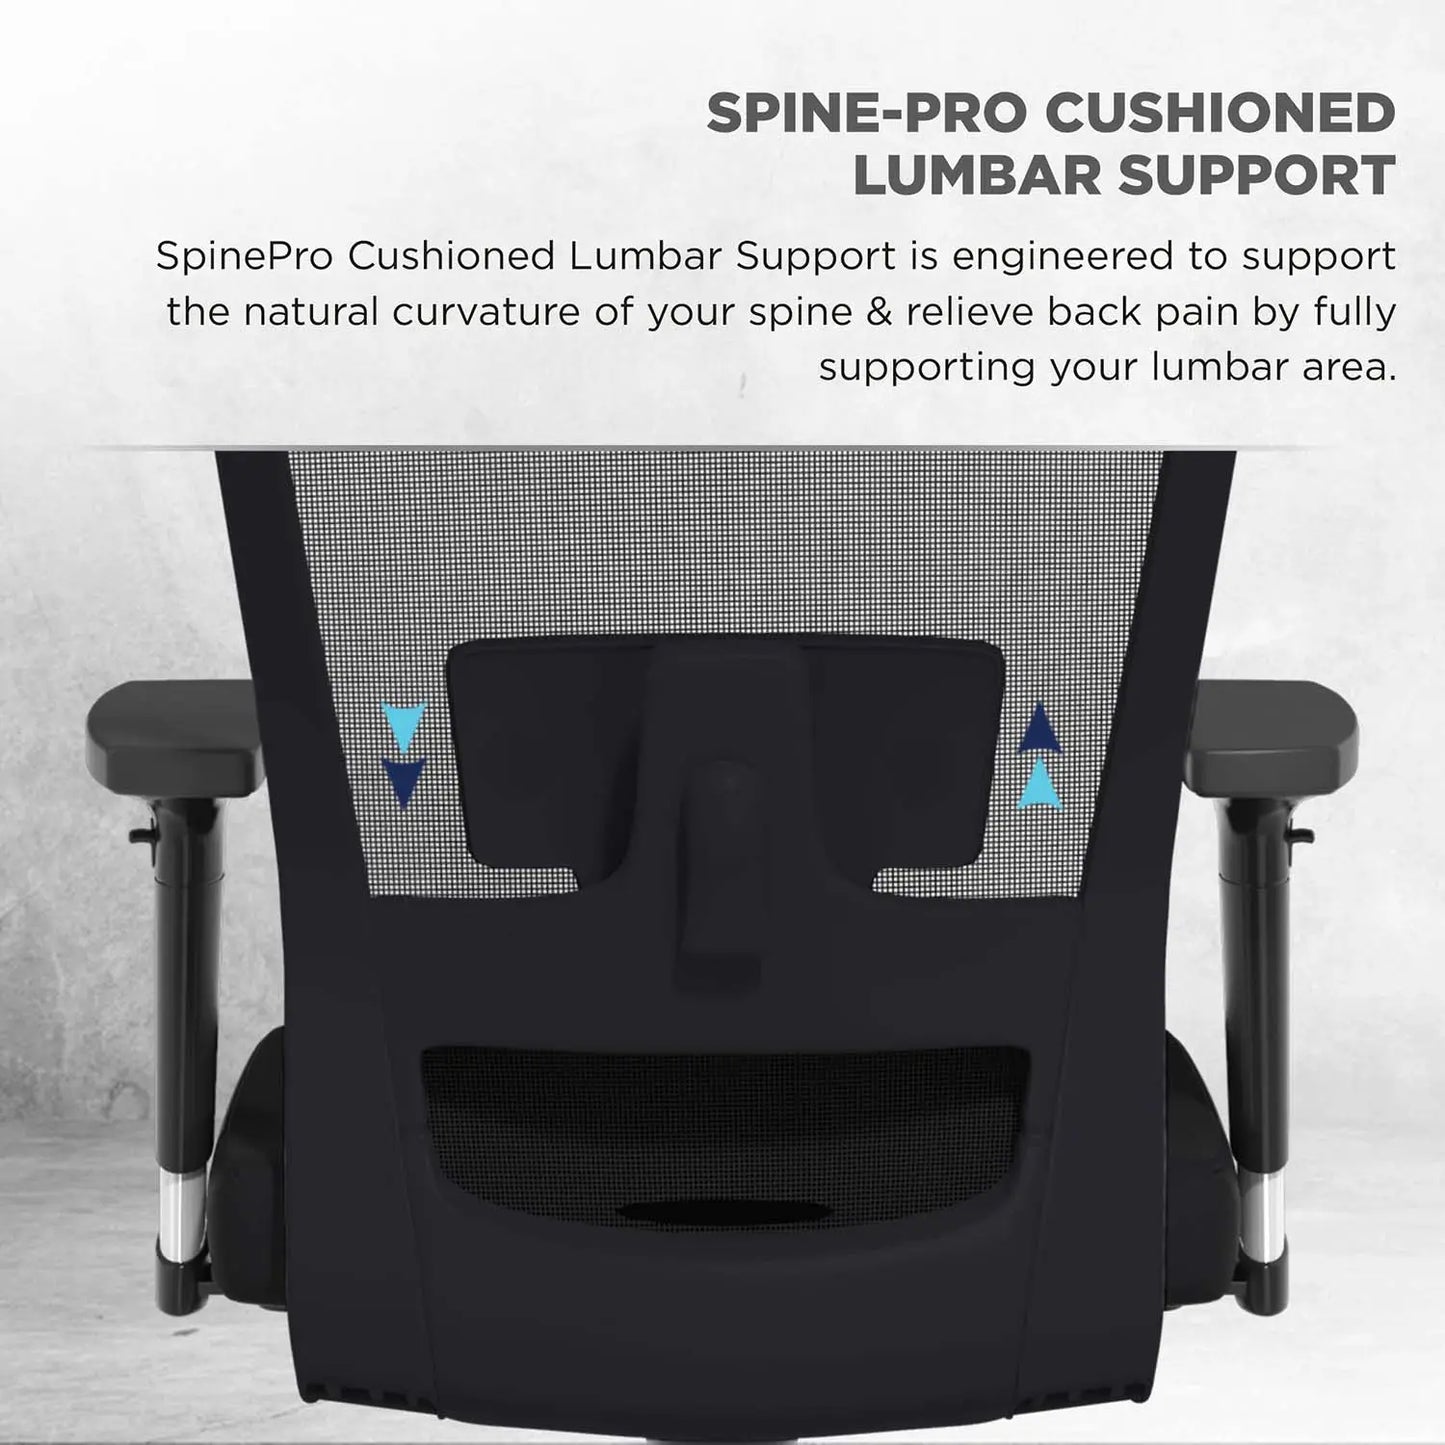 SPINE-PRO CUSHIONED
LUMBAR SUPPORT
SpinePro Cushioned Lumbar Support is engineered to support
the natural curvature of your spine & relieve back pain by fully
supporting your lumbar area.